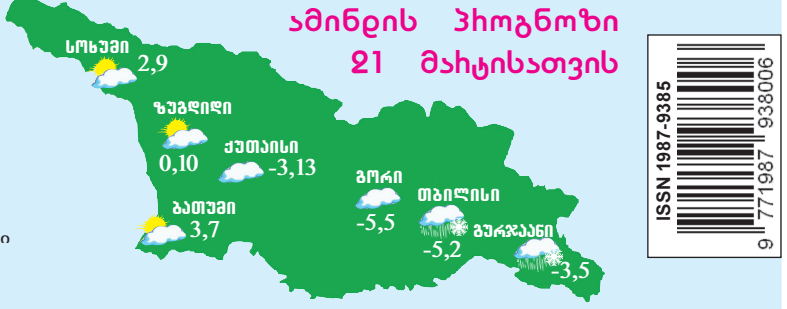 ამინდის პროგნოზი
21 მარტისათვის
სოხუმი
2,9
ზუგდიდი
0,10
ქუთაისი
-3,13
ბათუმი
3,7
გორი
-5,5
თბილისი
-5,2
გურჯაანი
-3,5
ო
ISSN 1987-9385
9 771987 938006